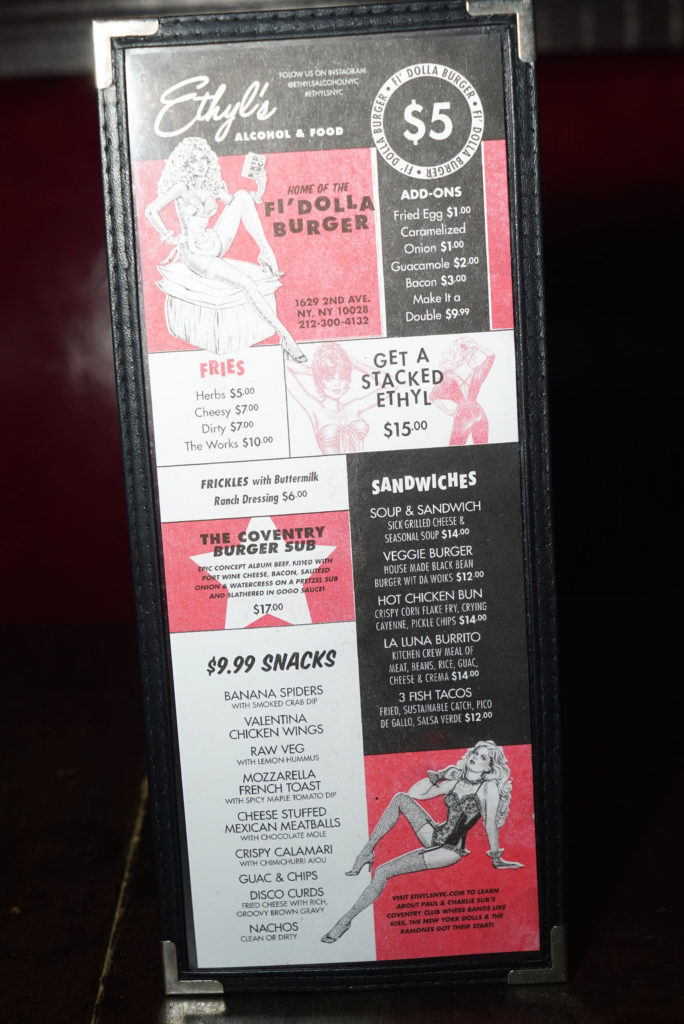 Ethyl's
ALCOHOL & FOOD
FOLLOW US ON INSTAGRAM
@ETHYLSALCOHOLNYC
#ETHYLSNYC
FI' DOLLA BURGER • FI' DOLLA BURGER • FI' DOLLA BURGER •
$5
HOME OF THE
FI'DOLLA
BURGER
1629 2ND AVE.
NY, NY 10028
212-300-4132
ADD-ONS
Fried Egg $1.00
Caramelized
Onion $1.00
Guacamole $2.00
Bacon $3.00
Make It a
Double $9.99
FRIES
Herbs $5.00
Cheesy $7.00
Dirty $7.00
The Works $10.00
GET A
STACKED
ETHYL
$15.00
FRICKLES with Buttermilk
Ranch Dressing $6.00
THE COVENTRY
BURGER SUB
EPIC CONCEPT ALBUM BEEF, KISSED WITH
PORT WINE CHEESE, BACON, SAUTÉED
ONION & WATERCRESS ON A PRETZEL SUB
AND SLATHERED IN GOGO SAUCE!
$17.00
$9.99 SNACKS
BANANA SPIDERS
WITH SMOKED CRAB DIP
VALENTINA
CHICKEN WINGS
RAW VEG
WITH LEMON HUMMUS
MOZZARELLA
FRENCH TOAST
WITH SPICY MAPLE TOMATO DIP
CHEESE STUFFED
MEXICAN MEATBALLS
WITH CHOCOLATE MOLE
CRISPY CALAMARI
WITH CHIMICHURRI AIOLI
GUAC & CHIPS
DISCO CURDS
FRIED CHEESE WITH RICH,
GROOVY BROWN GRAVY
NACHOS
CLEAN OR DIRTY
SANDWICHES
SOUP & SANDWICH
SICK GRILLED CHEESE &
SEASONAL SOUP $14.00
VEGGIE BURGER
HOUSE MADE BLACK BEAN
BURGER WIT DA WOIKS $12.00
HOT CHICKEN BUN
CRISPY CORN FLAKE FRY, CRYING
CAYENNE, PICKLE CHIPS $14.00
LA LUNA BURRITO
KITCHEN CREW MEAL OF
MEAT, BEANS, RICE, GUAC,
CHEESE & CREMA $14.00
3 FISH TACOS
FRIED, SUSTAINABLE CATCH, PICO
DE GALLO, SALSA VERDE $12.00
VISIT ETHYLSNYC.COM TO LEARN
ABOUT PAUL & CHARLIE SUB'S
COVENTRY CLUB WHERE BANDS LIKE
KISS, THE NEW YORK DOLLS & THE
RAMONES GOT THEIR START!